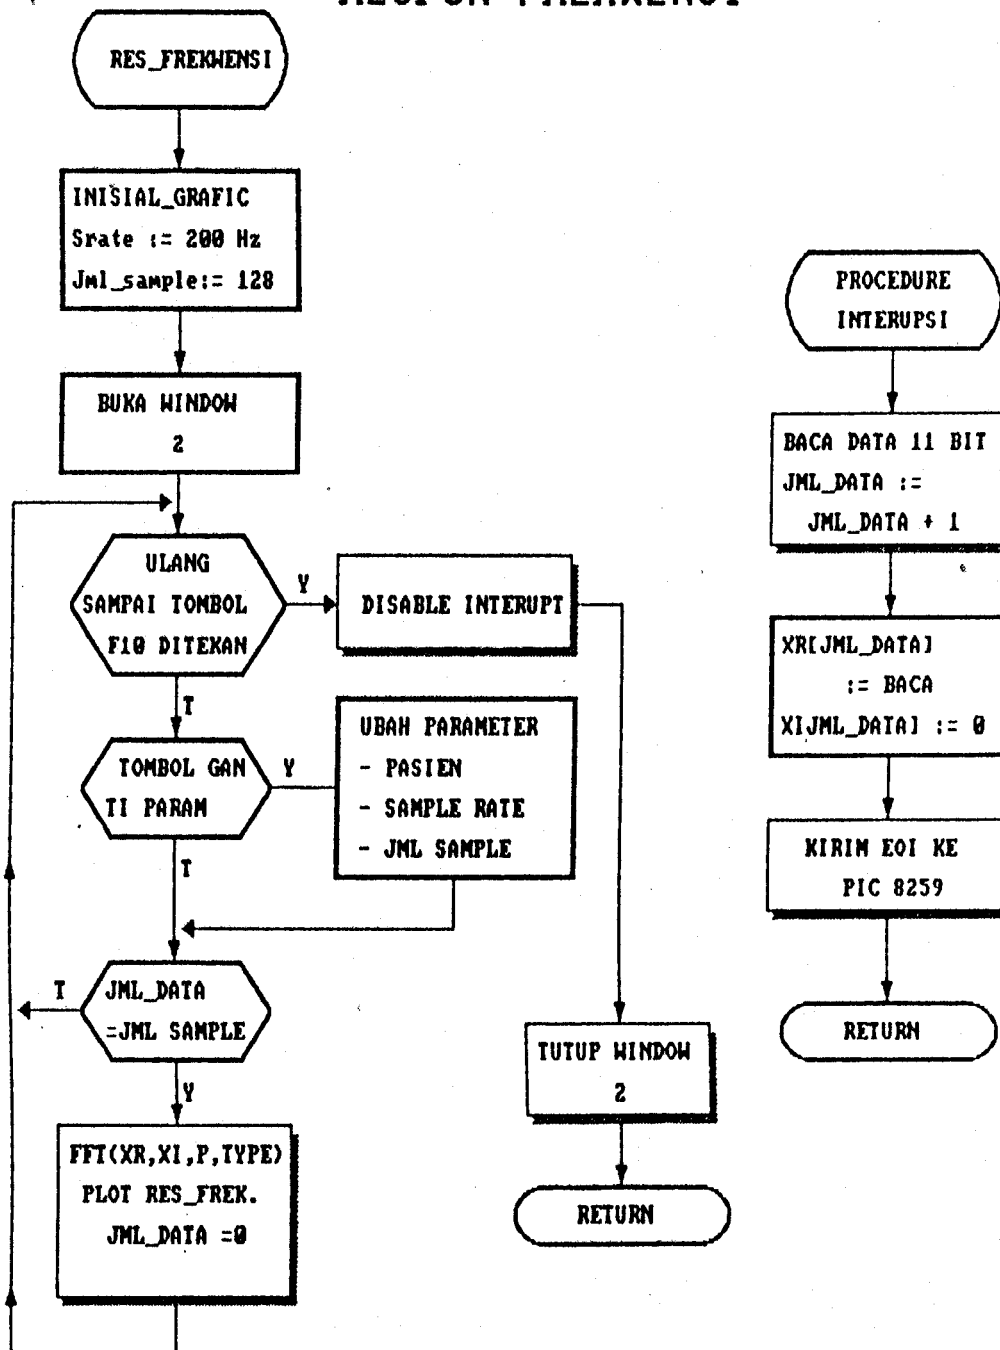 RES_FREKWENSI
INISIAL_GRAFIC
Srate := 200 Hz
Jml_sample:= 128
BUKA WINDOW
2
ULANG
SAMPAI TOMBOL
F10 DITEKAN
Y
DISABLE INTERUPT
T
TOMBOL GAN
TI PARAM
Y
UBAH PARAMETER
- PASIEN
- SAMPLE RATE
- JML SAMPLE
T
JML_DATA
=JML SAMPLE
T
Y
FFT(XR,XI,P,TYPE)
PLOT RES_FREK.
JML_DATA =0
TUTUP WINDOW
2
RETURN
PROCEDURE
INTERUPSI
BACA DATA 11 BIT
JML_DATA :=
JML_DATA + 1
XR[JML_DATA]
:= BACA
XI[JML_DATA] := 0
KIRIM EOI KE
PIC 8259
RETURN